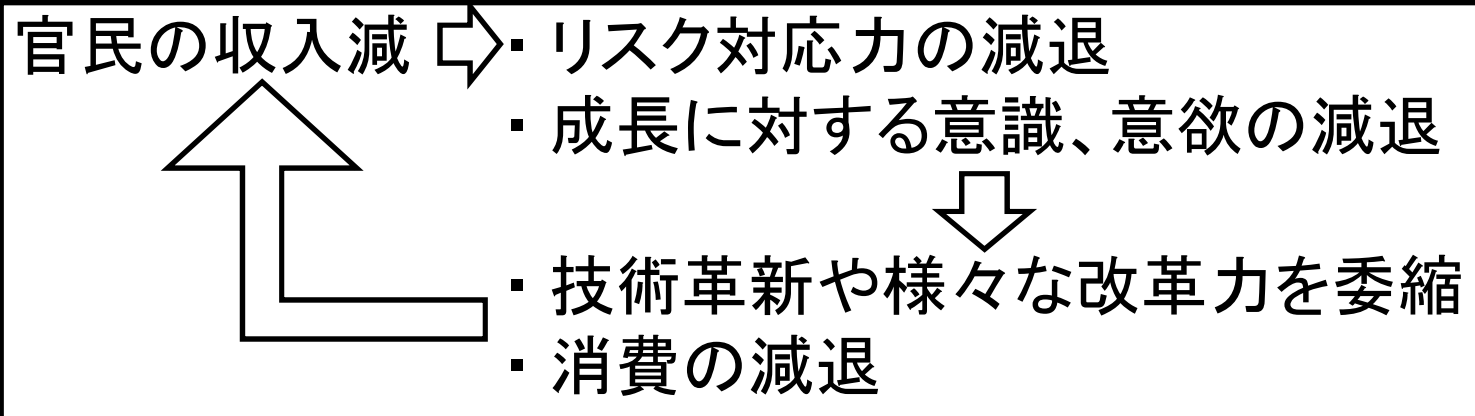 官民の収入減
・リスク対応力の減退
・成長に対する意識、意欲の減退
・技術革新や様々な改革力を委縮
・消費の減退